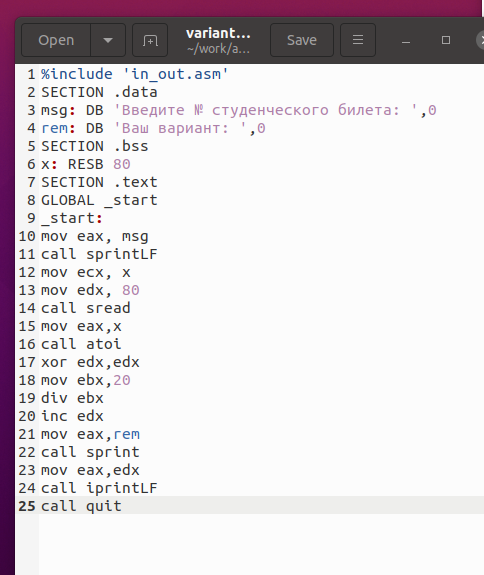 Open
variant...
~/work/a...
Save
1 %include 'in_out.asm'
2 SECTION .data
3 msg: DB 'Введите № студенческого билета: ',0
4 rem: DB 'Ваш вариант: ',0
5 SECTION .bss
6 x: RESB 80
7 SECTION .text
8 GLOBAL _start
9 _start:
10 mov eax, msg
11 call sprintLF
12 mov ecx, x
13 mov edx, 80
14 call sread
15 mov eax,x
16 call atoi
17 xor edx,edx
18 mov ebx,20
19 div ebx
20 inc edx
21 mov eax,rem
22 call sprint
23 mov eax,edx
24 call iprintLF
25 call quit